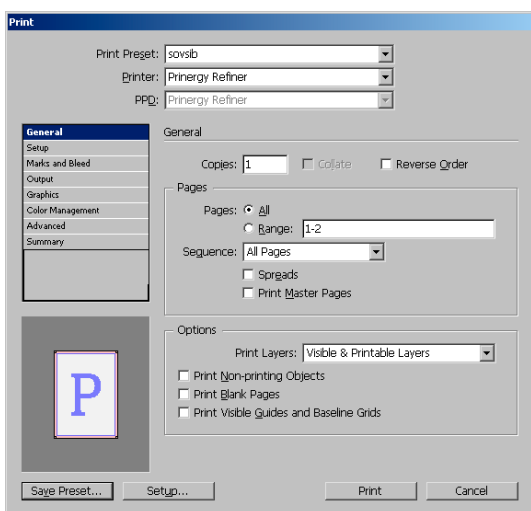 Print
Print Preset: sovsib
Printer: Prinergy Refiner
PPD: Prinergy Refiner
General
Setup
Marks and Bleed
Output
Graphics
Color Management
Advanced
Summary
General
Copies: 1 Collate Reverse Order
Pages
Pages: All
Range: 1-2
Sequence: All Pages
Spreads
Print Master Pages
Options
Print Layers: Visible & Printable Layers
Print Non-printing Objects
Print Blank Pages
Print Visible Guides and Baseline Grids
P
Save Preset... Setup... Print Cancel